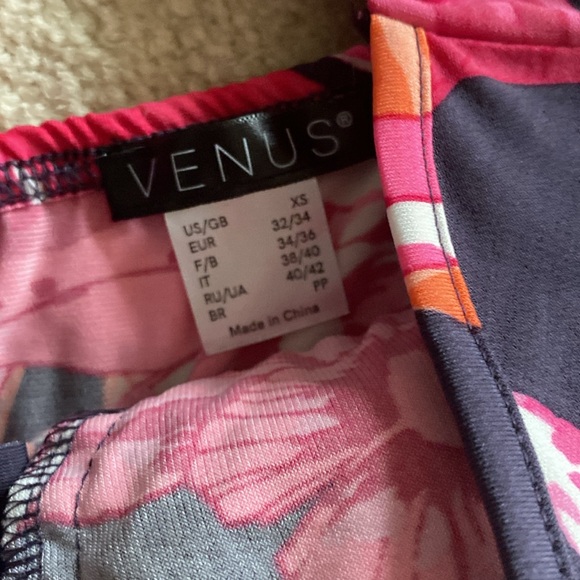 VENUS®
US/GB XS
EUR 32/34
F/B 34/36
IT 38/40
RU/UA 40/42
BR PP
Made in China